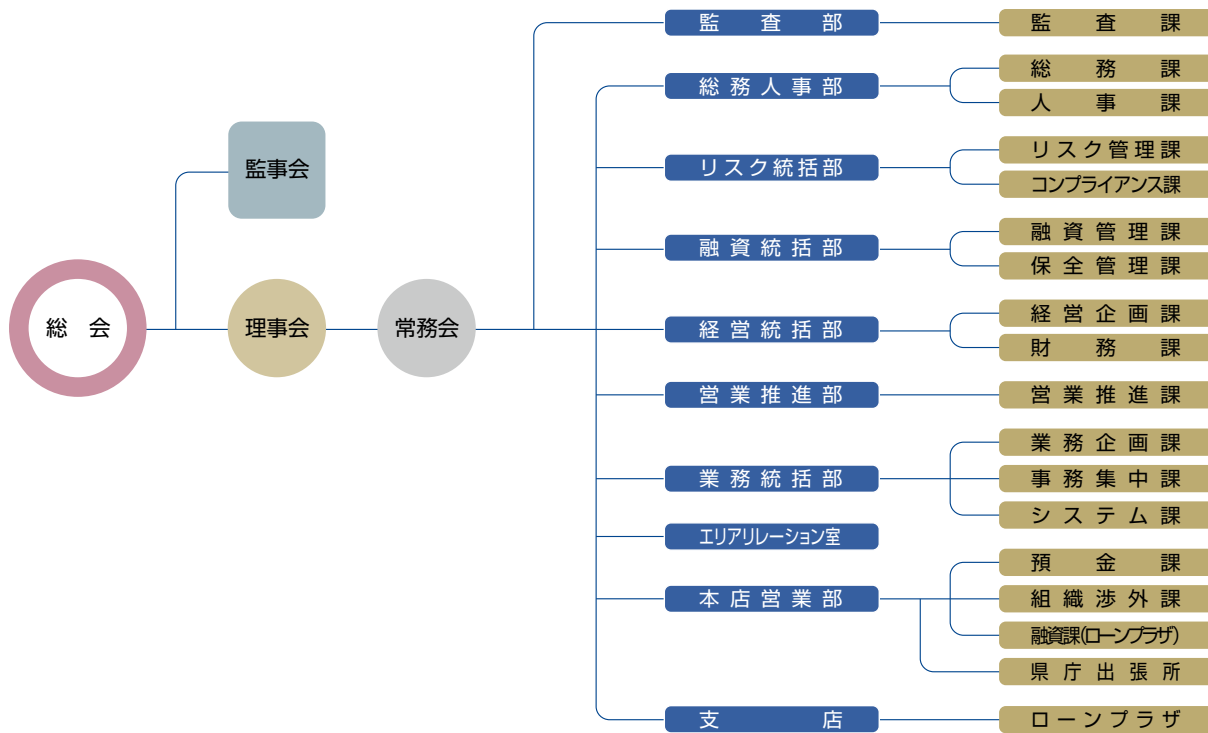 総会
監事会
理事会
常務会
監査部
監査課
総務人事部
総務課
人事課
リスク統括部
リスク管理課
コンプライアンス課
融資統括部
融資管理課
保全管理課
経営統括部
経営企画課
財務課
営業推進部
営業推進課
業務統括部
業務企画課
事務集中課
システム課
エリアリレーション室
本店営業部
預金課
組織渉外課
融資課(ローンプラザ)
県庁出張所
支店
ローンプラザ